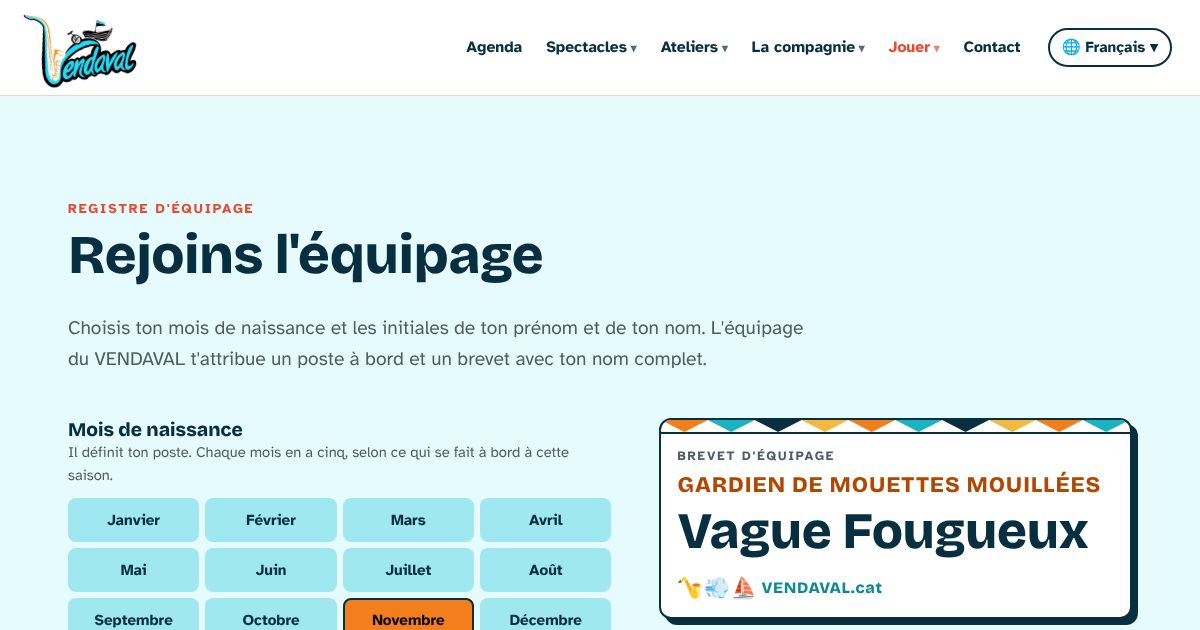 Vendaval
Agenda Spectacles ▾ Ateliers ▾ La compagnie ▾ Jouer ▾ Contact 🌐 Français ▾
REGISTRE D'ÉQUIPAGE
Rejoins l'équipage
Choisis ton mois de naissance et les initiales de ton prénom et de ton nom. L'équipage
du VENDAVAL t'attribue un poste à bord et un brevet avec ton nom complet.
Mois de naissance
Il définit ton poste. Chaque mois en a cinq, selon ce qui se fait à bord à cette
saison.
Janvier Février Mars Avril
Mai Juin Juillet Août
Septembre Octobre Novembre Décembre
BREVET D'ÉQUIPAGE
GARDIEN DE MOUETTES MOUILLÉES
Vague Fougueux
🎷💨⛵ VENDAVAL.cat